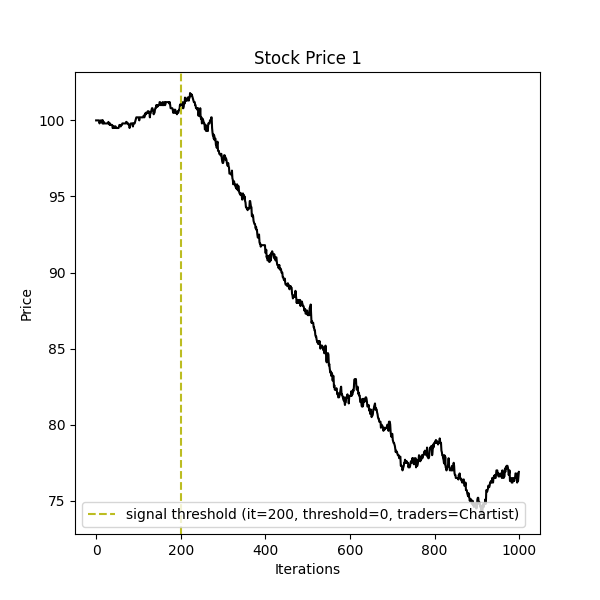 Stock Price 1
100
95
90
85
80
75
Price
signal threshold (it=200, threshold=0, traders=Chartist)
0 200 400 600 800 1000
Iterations